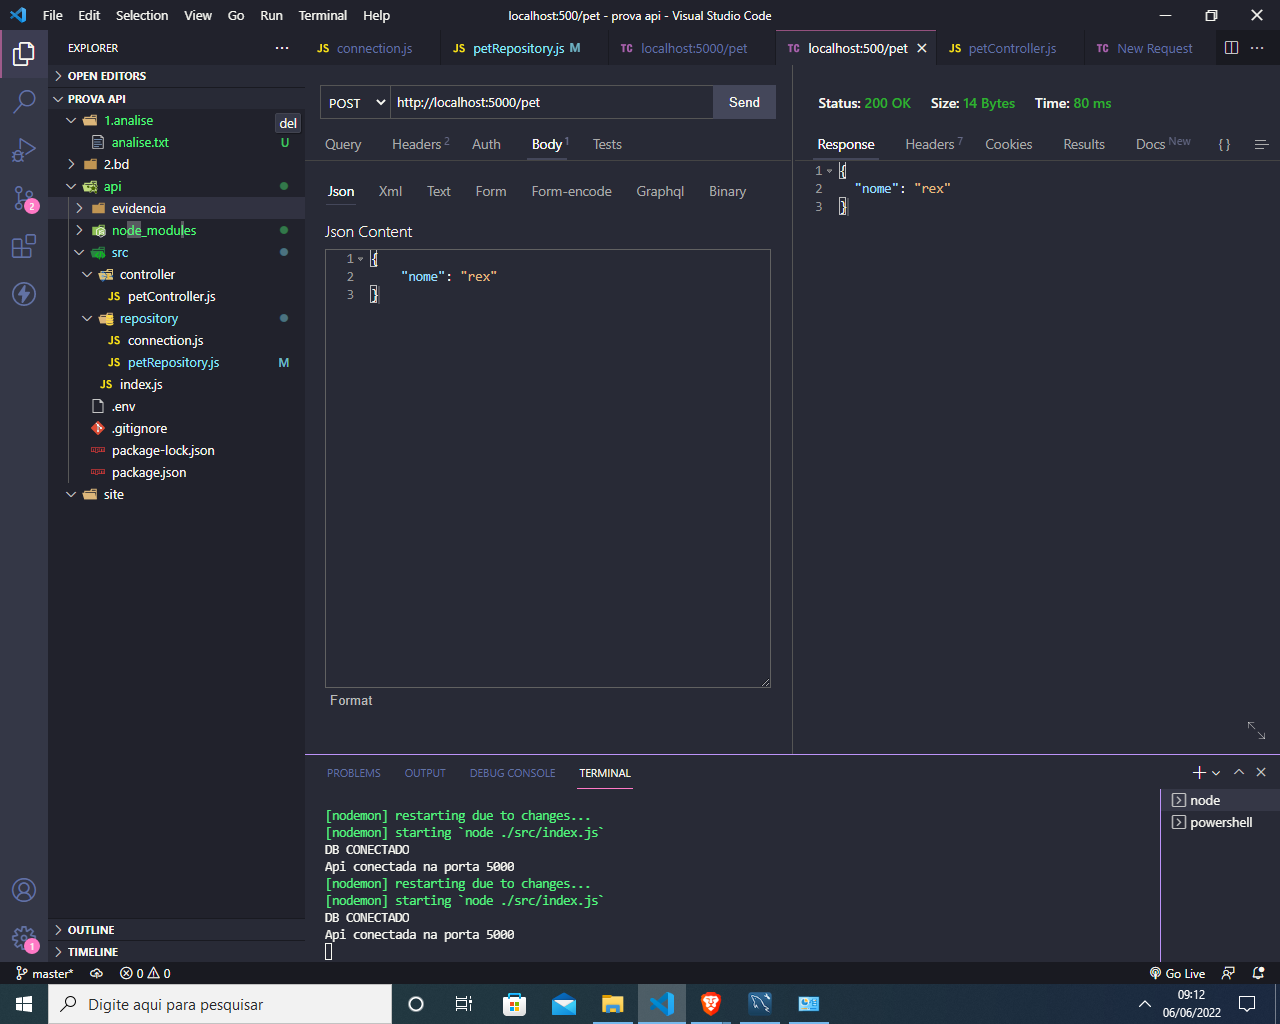 File Edit Selection View Go Run Terminal Help localhost:500/pet - prova api - Visual Studio Code
EXPLORER
JS connection.js
JS petRepository.js M
TC localhost:5000/pet
TC localhost:500/pet
JS petController.js
TC New Request
OPEN EDITORS
PROVA API
1.analise
del
analise.txt U
2.bd
api
evidencia
node_modules
src
controller
JS petController.js
repository
JS connection.js
JS petRepository.js M
JS index.js
.env
.gitignore
package-lock.json
package.json
site
OUTLINE
TIMELINE
POST http://localhost:5000/pet Send
Query Headers 2 Auth Body 1 Tests
Json Xml Text Form Form-encode Graphql Binary
Json Content
1 {
2 "nome": "rex"
3 }
Format
Status: 200 OK Size: 14 Bytes Time: 80 ms
Response Headers 7 Cookies Results Docs New { }
1 {
2 "nome": "rex"
3 }
PROBLEMS OUTPUT DEBUG CONSOLE TERMINAL
[nodemon] restarting due to changes...
[nodemon] starting `node ./src/index.js`
DB CONECTADO
Api conectada na porta 5000
[nodemon] restarting due to changes...
[nodemon] starting `node ./src/index.js`
DB CONECTADO
Api conectada na porta 5000
node
powershell
2
1
master* 0 0 Go Live
Digite aqui para pesquisar
09:12
06/06/2022